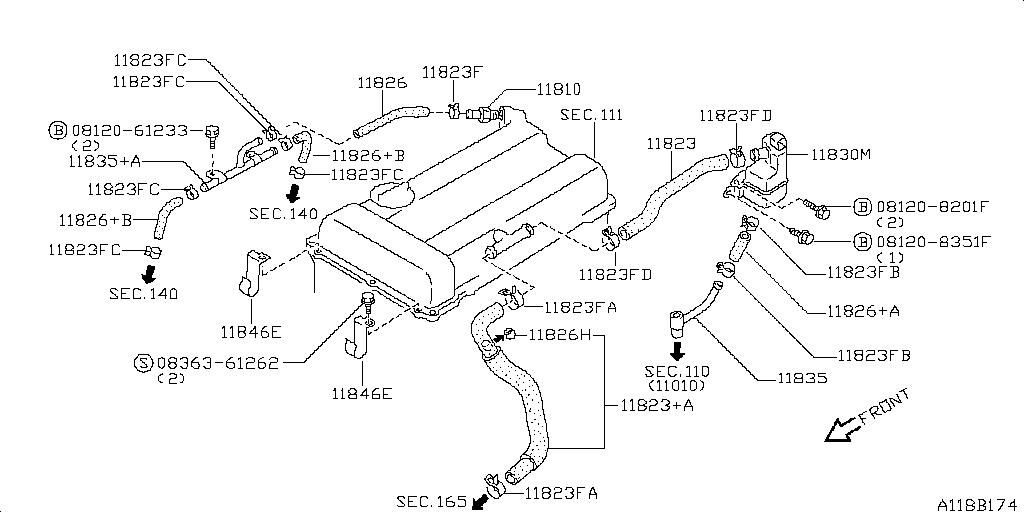 11823FC
11823FC
11826
11823F
11810
SEC.111
11823FD
11823
11830M
B 08120-61233
(2)
11835+A
11826+B
11823FC
11823FC
SEC.140
11826+B
11823FC
SEC.140
B 08120-8201F
(2)
B 08120-8351F
(1)
11823FD
11823FB
11826+A
11823FA
11826H
11846E
S 08363-61262
(2)
11846E
SEC.110
(11010)
11823FB
11835
11823+A
FRONT
11823FA
SEC.165
A118B174